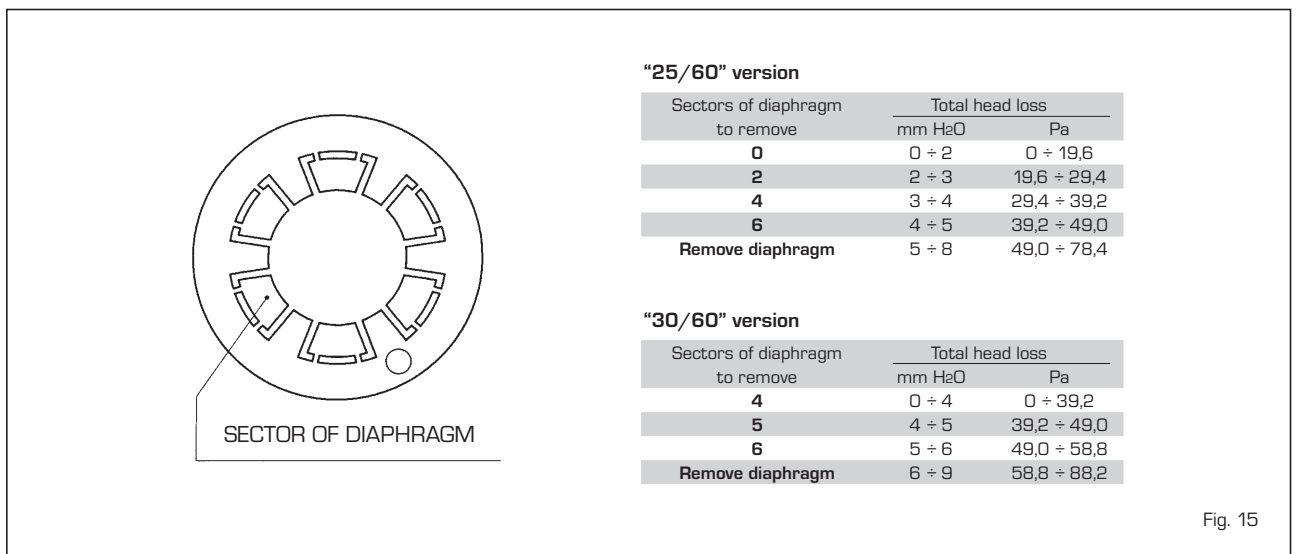 SECTOR OF DIAPHRAGM
“25/60” version
Sectors of diaphragm Total head loss
to remove mm H2O Pa
0 0 ÷ 2 0 ÷ 19,6
2 2 ÷ 3 19,6 ÷ 29,4
4 3 ÷ 4 29,4 ÷ 39,2
6 4 ÷ 5 39,2 ÷ 49,0
Remove diaphragm 5 ÷ 8 49,0 ÷ 78,4
“30/60” version
Sectors of diaphragm Total head loss
to remove mm H2O Pa
4 0 ÷ 4 0 ÷ 39,2
5 4 ÷ 5 39,2 ÷ 49,0
6 5 ÷ 6 49,0 ÷ 58,8
Remove diaphragm 6 ÷ 9 58,8 ÷ 88,2
Fig. 15